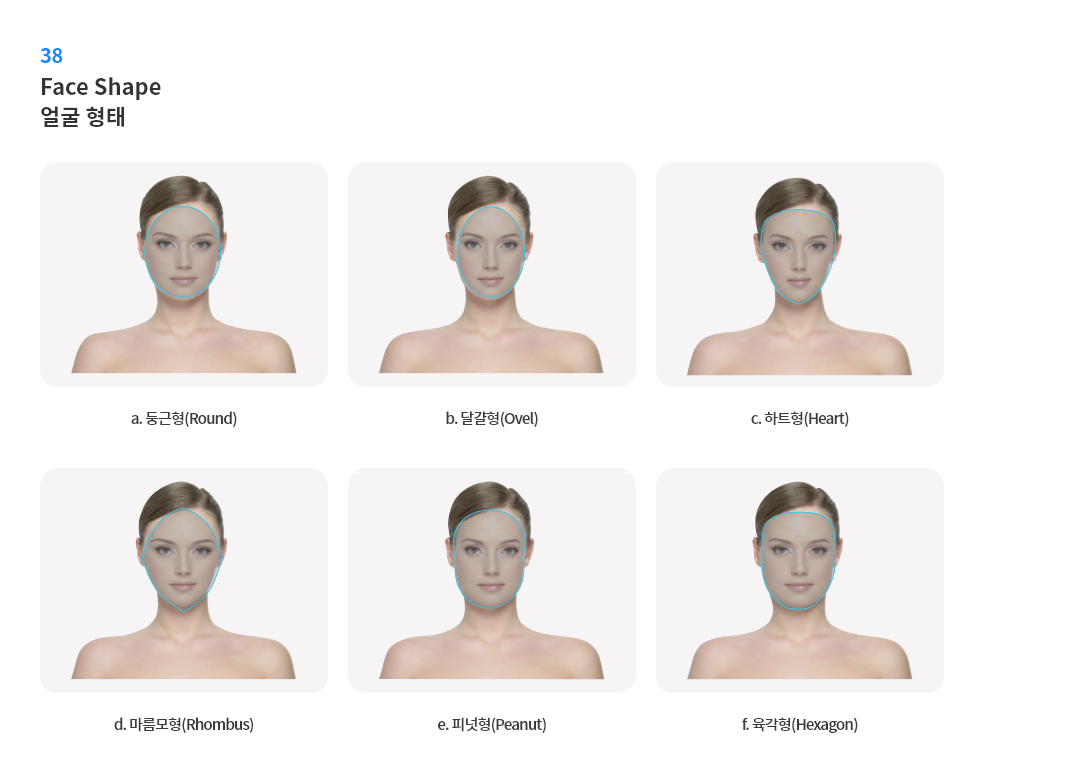 38
Face Shape
얼굴 형태
a. 둥근형(Round)
b. 달걀형(Ovel)
c. 하트형(Heart)
d. 마름모형(Rhombus)
e. 피넛형(Peanut)
f. 육각형(Hexagon)